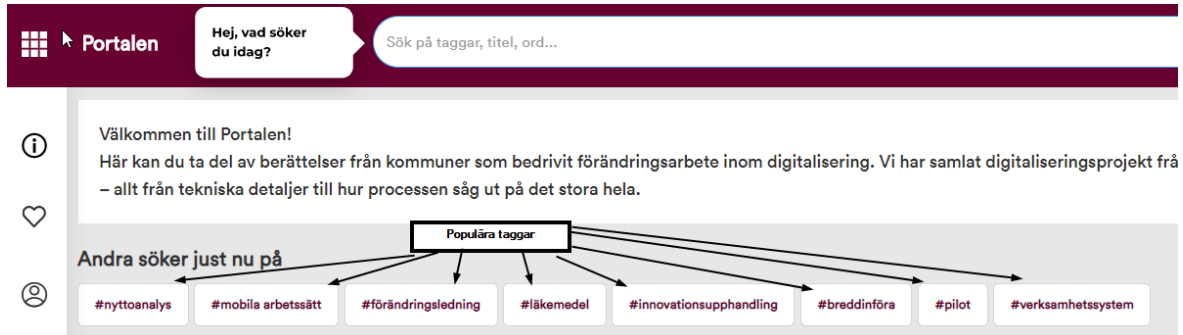 Portalen
Hej, vad söker
du idag?
Sök på taggar, titel, ord...
Välkommen till Portalen!
Här kan du ta del av berättelser från kommuner som bedrivit förändringsarbete inom digitalisering. Vi har samlat digitaliseringsprojekt frå
– allt från tekniska detaljer till hur processen såg ut på det stora hela.
Populära taggar
Andra söker just nu på
#nyttoanalys #mobila arbetssätt #förändringsledning #läkemedel #innovationsupphandling #breddinföra #pilot #verksamhetssystem